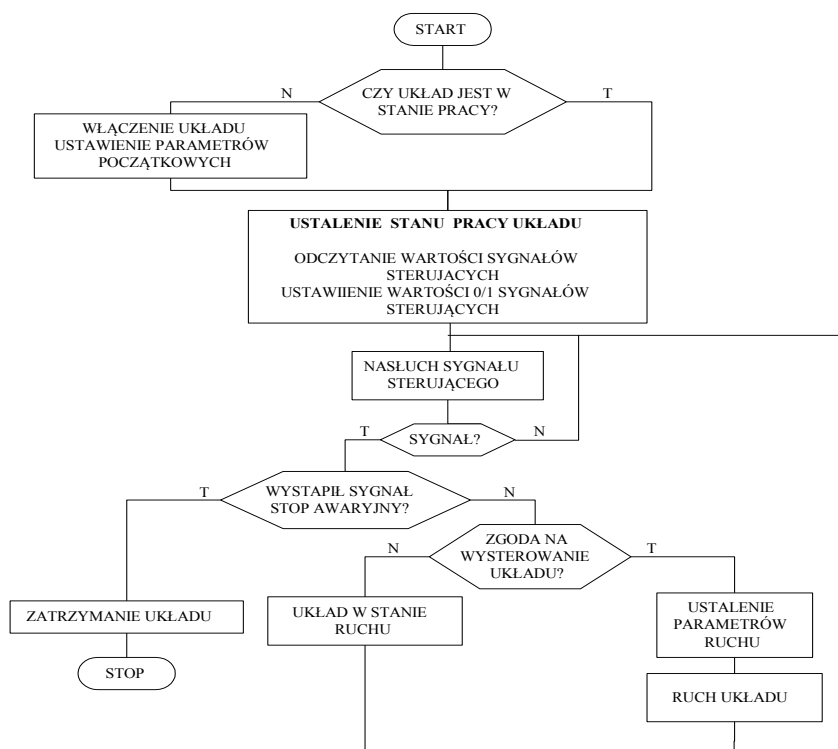 START
N
CZY UKŁAD JEST W
STANIE PRACY?
T
WŁĄCZENIE UKŁADU
USTAWIENIE PARAMETRÓW
POCZĄTKOWYCH
USTALENIE STANU PRACY UKŁADU
ODCZYTANIE WARTOŚCI SYGNAŁÓW
STERUJACYCH
USTAWIIENIE WARTOŚCI 0/1 SYGNAŁÓW
STERUJĄCYCH
NASŁUCH SYGNAŁU
STERUJĄCEGO
T
SYGNAŁ?
N
T
WYSTAPIŁ SYGNAŁ
STOP AWARYJNY?
N
N
ZGODA NA
WYSTEROWANIE
UKŁADU?
T
ZATRZYMANIE UKŁADU
UKŁAD W STANIE
RUCHU
USTALENIE
PARAMETRÓW
RUCHU
STOP
RUCH UKŁADU